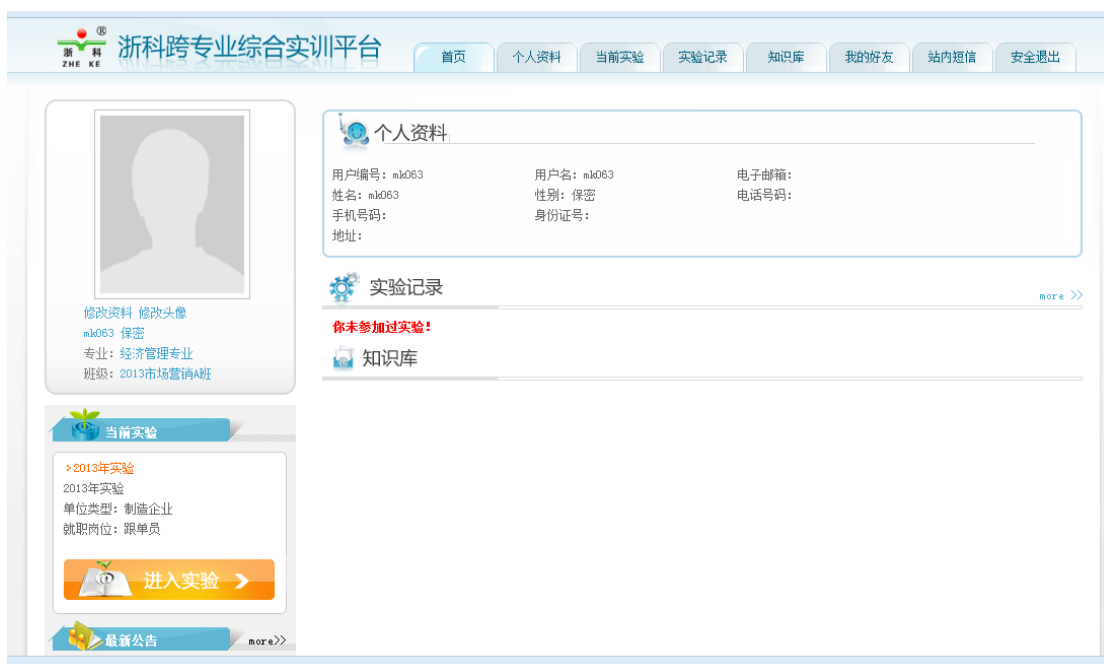 浙科 ®
ZHE KE
浙科跨专业综合实训平台
首页 个人资料 当前实验 实验记录 知识库 我的好友 站内短信 安全退出
修改资料 修改头像
mk063 保密
专业：经济管理专业
班级：2013市场营销A班
当前实验
>2013年实验
2013年实验
单位类型：制造企业
就职岗位：跟单员
进入实验
最新公告 more>>
个人资料
用户编号：mk063 用户名：mk063 电子邮箱：
姓名：mk063 性别：保密 电话号码：
手机号码： 身份证号：
地址：
实验记录 more >>
你未参加过实验！
知识库